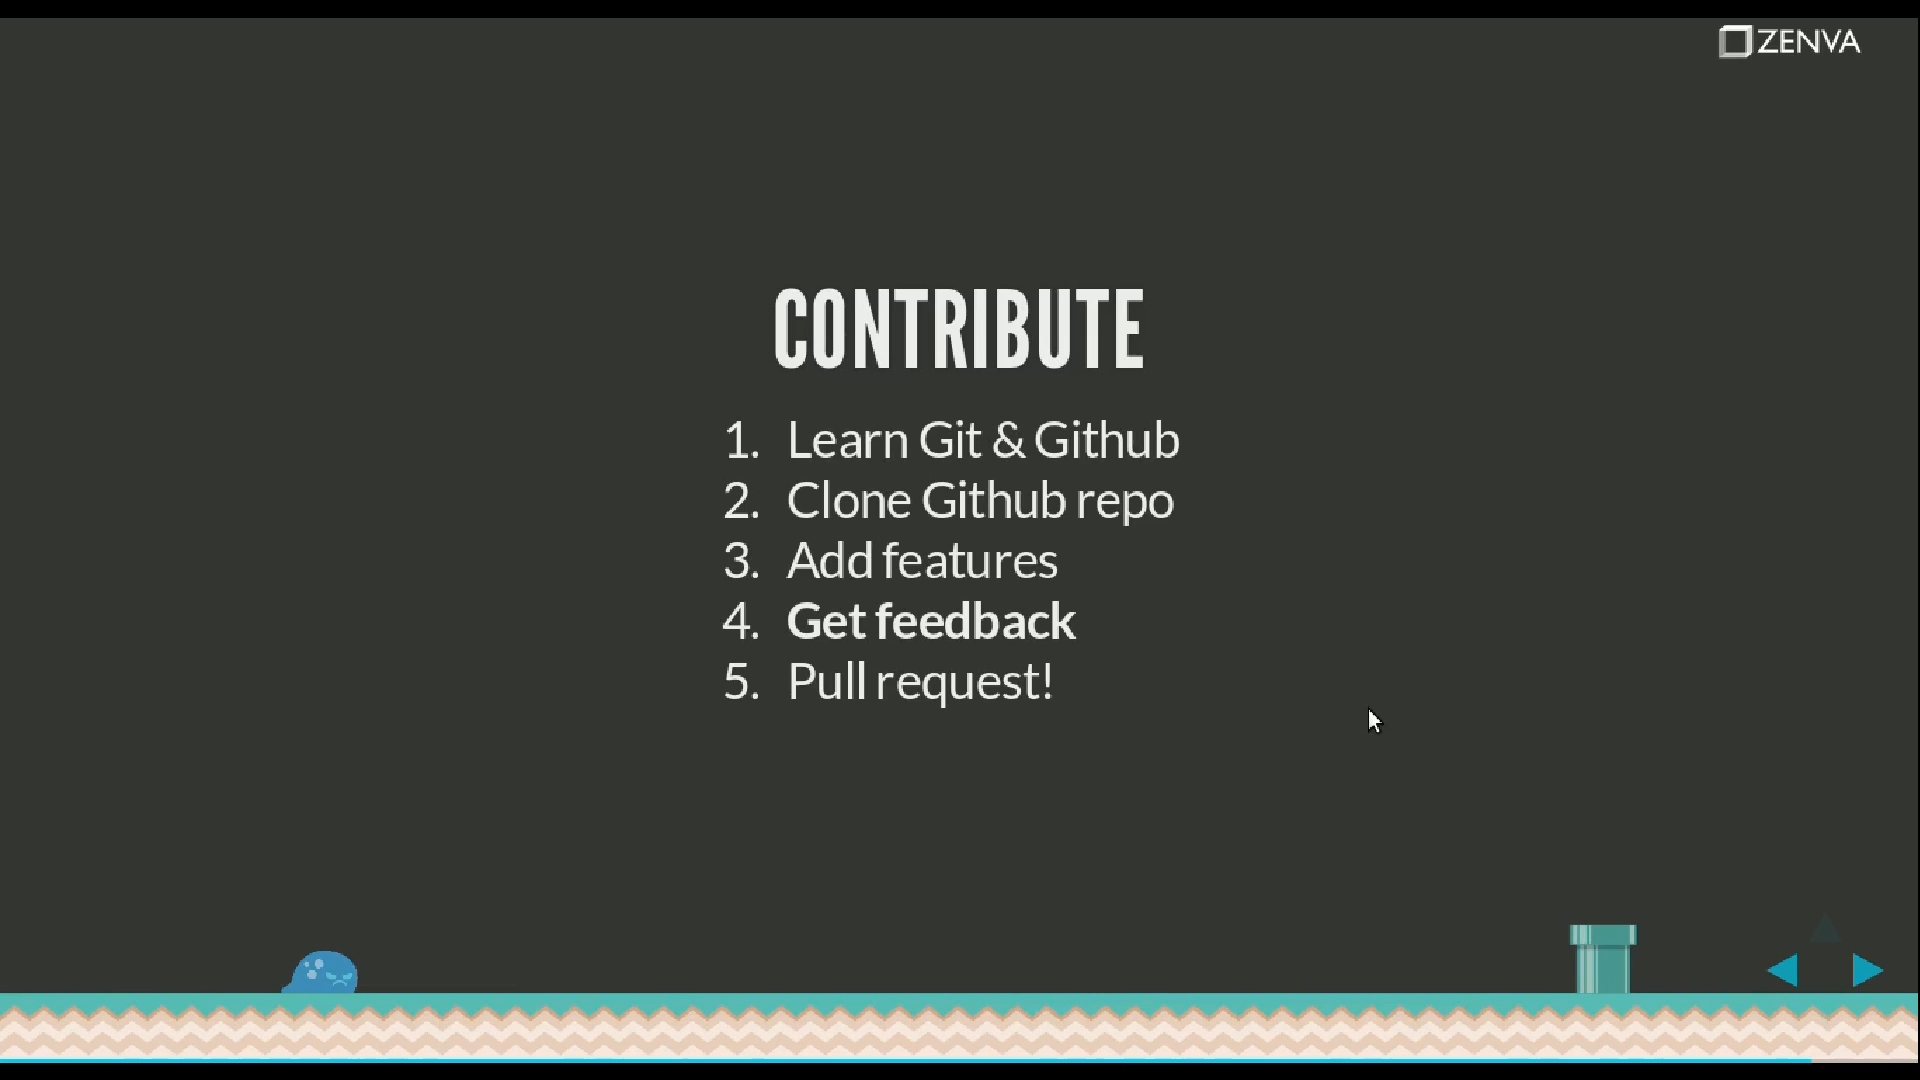 ZENVA
CONTRIBUTE
1. Learn Git & Github
2. Clone Github repo
3. Add features
4. Get feedback
5. Pull request!